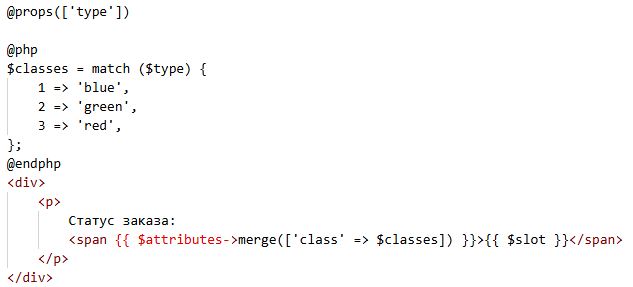 @props(['type'])

@php
$classes = match ($type) {
    1 => 'blue',
    2 => 'green',
    3 => 'red',
};
@endphp
<div>
    <p>
        Статус заказа:
        <span {{ $attributes->merge(['class' => $classes]) }}>{{ $slot }}</span>
    </p>
</div>